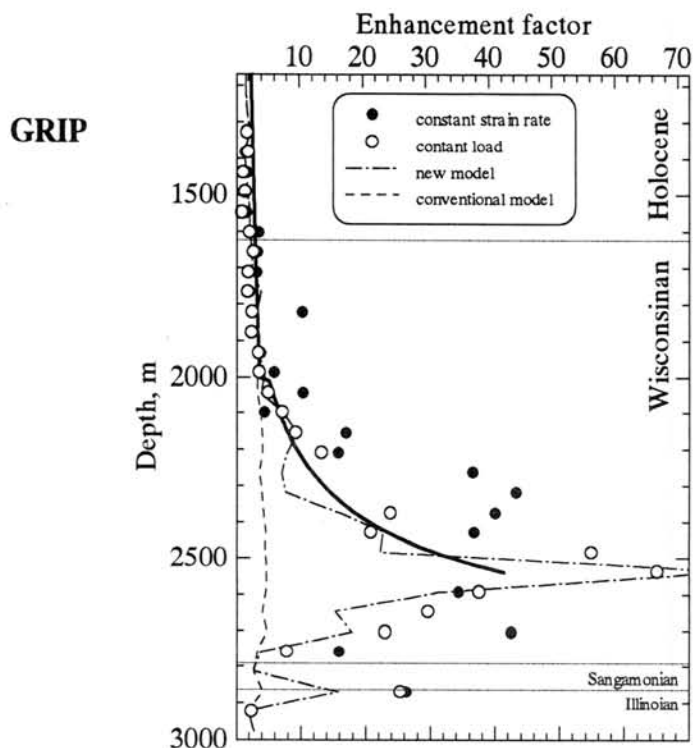 Enhancement factor
10 20 30 40 50 60 70
GRIP
constant strain rate
contant load
new model
conventional model
Holocene
1500
Wisconsinan
2000
Depth, m
2500
Sangamonian
Illinoian
3000